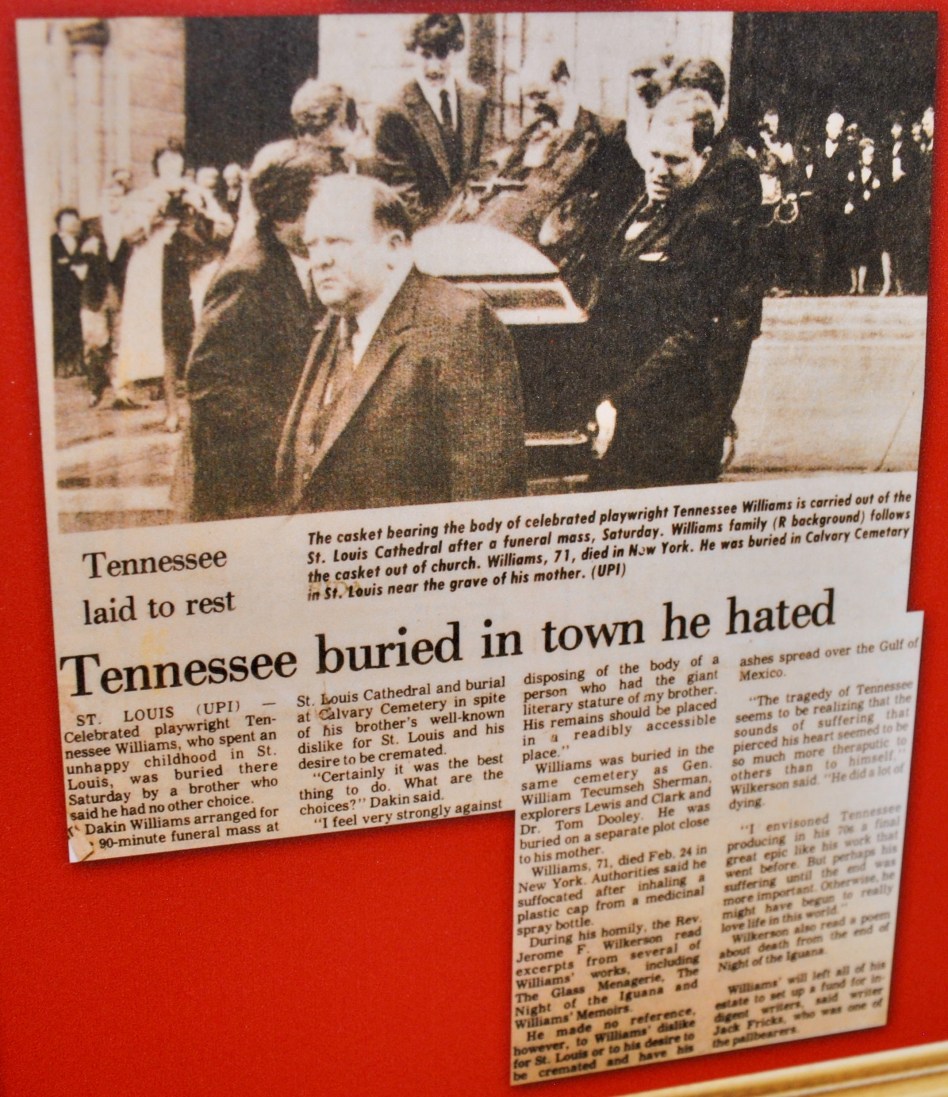 The casket bearing the body of celebrated playwright Tennessee Williams is carried out of the
St. Louis Cathedral after a funeral mass, Saturday. Williams family (R background) follows
the casket out of church. Williams, 71, died in New York. He was buried in Calvary Cemetary
in St. Louis near the grave of his mother. (UPI)
Tennessee
laid to rest
Tennessee buried in town he hated
ST. LOUIS (UPI) —
Celebrated playwright Ten-
nessee Williams, who spent an
unhappy childhood in St.
Louis, was buried there
Saturday by a brother who
said he had no other choice.
Dakin Williams arranged for
90-minute funeral mass at
St. Louis Cathedral and burial
at Calvary Cemetery in spite
of his brother's well-known
dislike for St. Louis and his
desire to be cremated.
"Certainly it was the best
thing to do. What are the
choices?" Dakin said.
"I feel very strongly against
disposing of the body of a
person who had the giant
literary stature of my brother.
His remains should be placed
in a readibly accessible
place."
Williams was buried in the
same cemetery as Gen.
William Tecumseh Sherman,
explorers Lewis and Clark and
Dr. Tom Dooley. He was
buried on a separate plot close
to his mother.
Williams, 71, died Feb. 24 in
New York. Authorities said he
suffocated after inhaling a
plastic cap from a medicinal
spray bottle.
During his homily, the Rev.
Jerome F. Wilkerson read
excerpts from several of
Williams' works, including
The Glass Menagerie, The
Night of the Iguana and
Williams' Memoirs.
He made no reference,
however, to Williams' dislike
for St. Louis or to his desire to
be cremated and have his
ashes spread over the Gulf of
Mexico.
"The tragedy of Tennessee
seems to be realizing that the
sounds of suffering that
pierced his heart seemed to be
so much more theraputic to
others than to himself,"
Wilkerson said. "He did a lot of
dying.
"I envisoned Tennessee
producing in his 70s a final
great epic like his work that
went before. But perhaps his
suffering until the end was
more important. Otherwise, he
might have begun to really
love life in this world."
Wilkerson also read a poem
about death from the end of
Night of the Iguana.
Williams' will left all of his
estate to set up a fund for in-
digent writers, said writer
Jack Fricks, who was one of
the pallbearers.